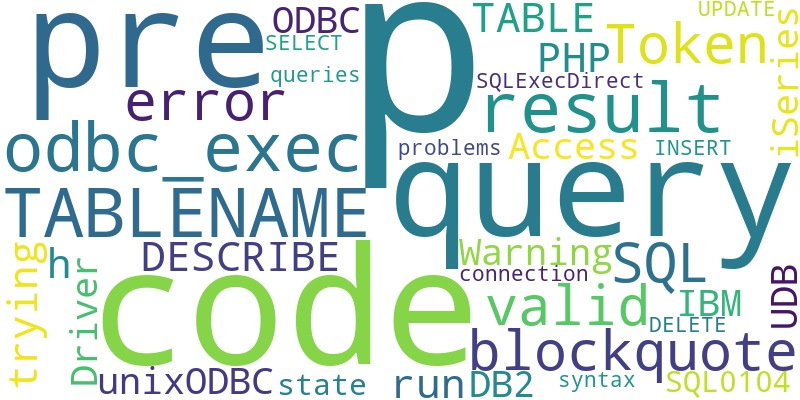 pre
ODBC
SELECT
queries
p
TABLE
UPDATE
Token
PHP
SQLExecDirect
iSeries
error
result
odbc_exec
problems
Access
INSERT
TABLENAME
query
DESCRIBE
trying
h
Driver
code
Warning
SQL
connection
UDB
valid
IBM
DELETE
blockquote
unixODBC
state
run
DB2
syntax
SQL0104